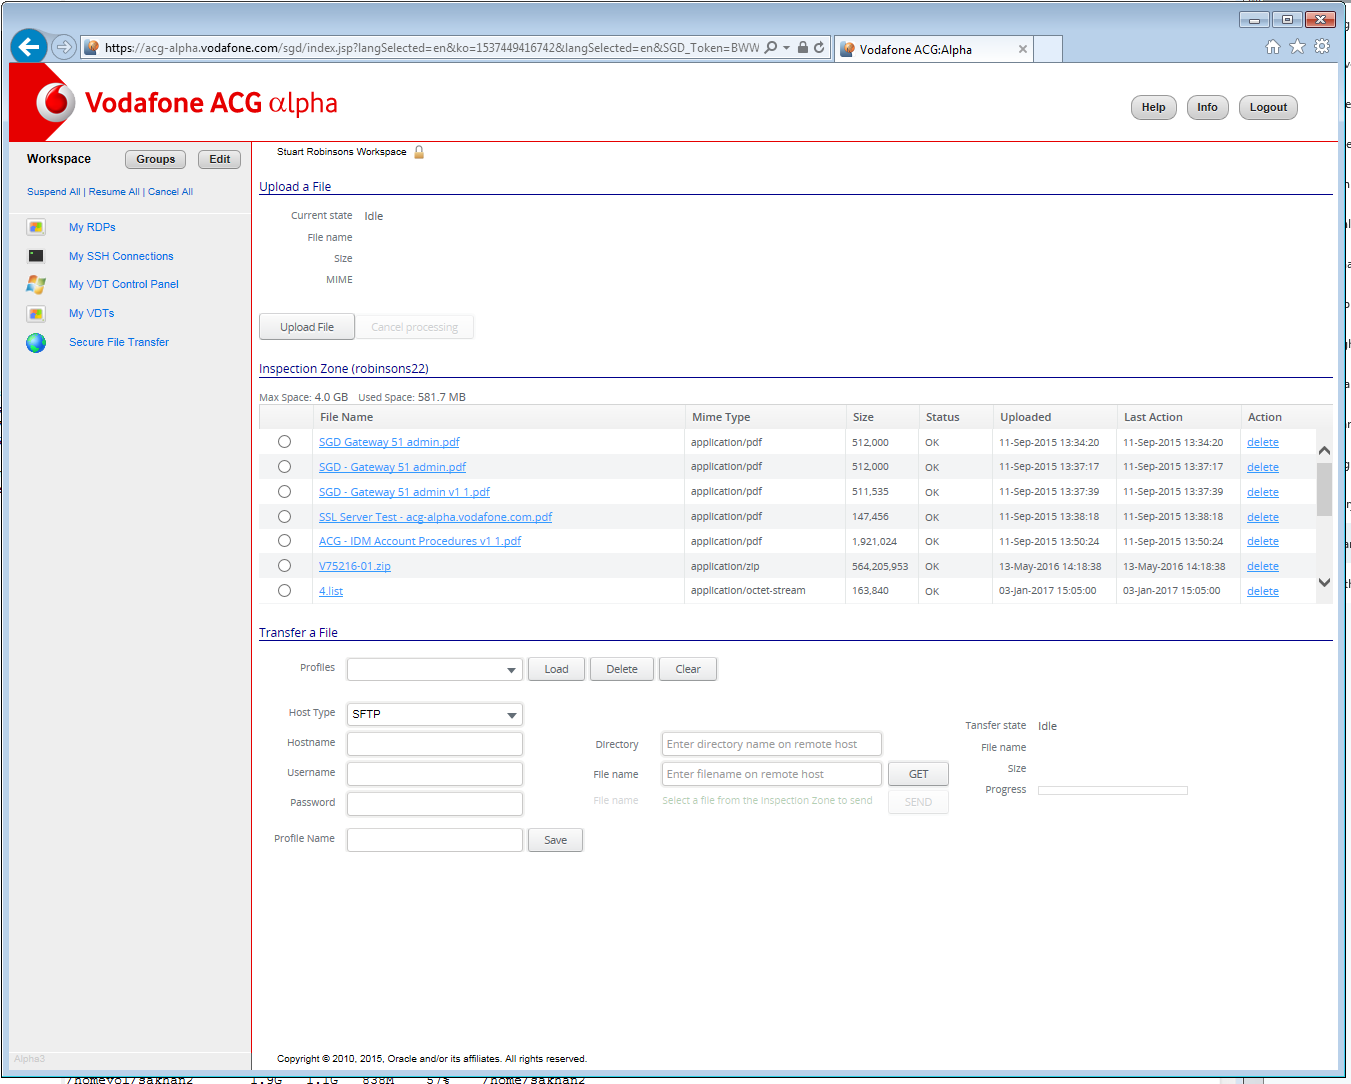 https://acg-alpha.vodafone.com/sgd/index.jsp?langSelected=en&ko=1537449416742&langSelected=en&SGD_Token=BWW
Vodafone ACG:Alpha
Vodafone ACG αlpha
Help Info Logout
Workspace Groups Edit
Suspend All | Resume All | Cancel All
My RDPs
My SSH Connections
My VDT Control Panel
My VDTs
Secure File Transfer
Stuart Robinsons Workspace
Upload a File
Current state Idle
File name
Size
MIME
Upload File Cancel processing
Inspection Zone (robinsons22)
Max Space: 4.0 GB Used Space: 581.7 MB
File Name Mime Type Size Status Uploaded Last Action Action
SGD Gateway 51 admin.pdf application/pdf 512,000 OK 11-Sep-2015 13:34:20 11-Sep-2015 13:34:20 delete
SGD - Gateway 51 admin.pdf application/pdf 512,000 OK 11-Sep-2015 13:37:17 11-Sep-2015 13:37:17 delete
SGD - Gateway 51 admin v1 1.pdf application/pdf 511,535 OK 11-Sep-2015 13:37:39 11-Sep-2015 13:37:39 delete
SSL Server Test - acg-alpha.vodafone.com.pdf application/pdf 147,456 OK 11-Sep-2015 13:38:18 11-Sep-2015 13:38:18 delete
ACG - IDM Account Procedures v1 1.pdf application/pdf 1,921,024 OK 11-Sep-2015 13:50:24 11-Sep-2015 13:50:24 delete
V75216-01.zip application/zip 564,205,953 OK 13-May-2016 14:18:38 13-May-2016 14:18:38 delete
4.list application/octet-stream 163,840 OK 03-Jan-2017 15:05:00 03-Jan-2017 15:05:00 delete
Transfer a File
Profiles Load Delete Clear
Host Type SFTP
Hostname
Username
Password
Profile Name Save
Directory Enter directory name on remote host
File name Enter filename on remote host GET
File name Select a file from the Inspection Zone to send SEND
Tansfer state Idle
File name
Size
Progress
Alpha3
Copyright © 2010, 2015, Oracle and/or its affiliates. All rights reserved.
/homevol/sakhan2 1.9G 1.1G 838M 57% /home/sakhan2